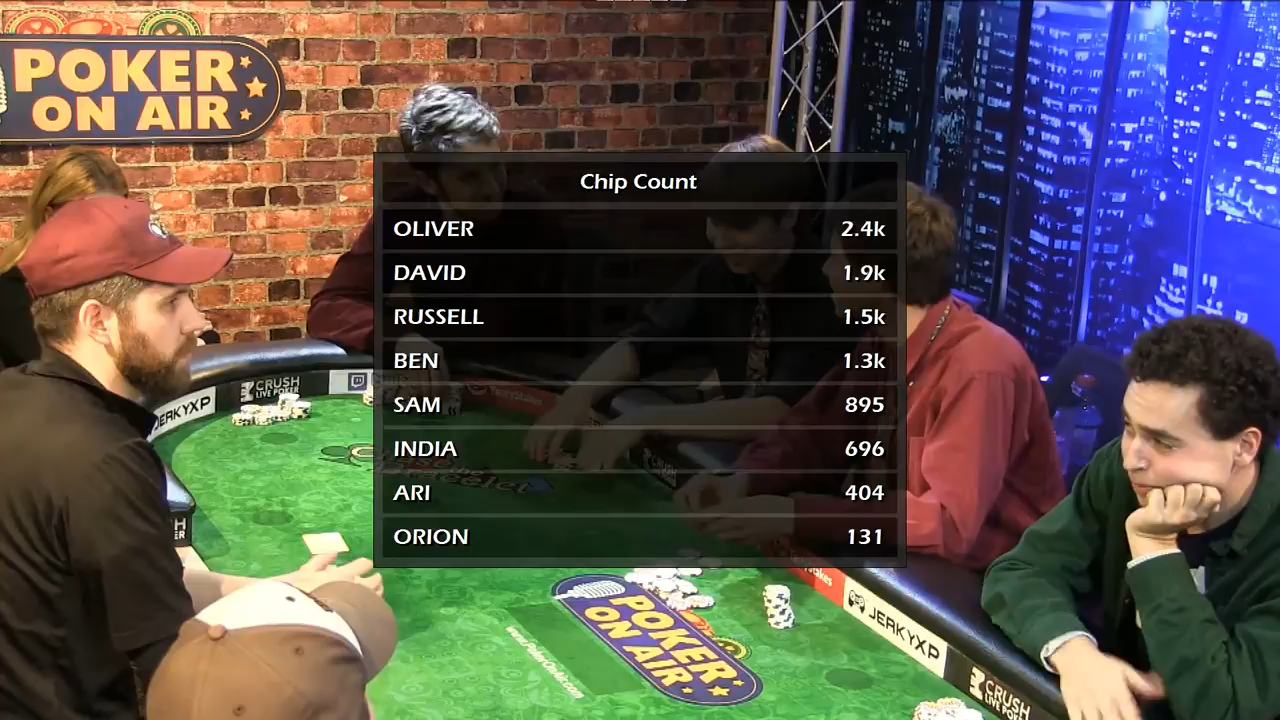 POKER
ON AIR
Chip Count
OLIVER 2.4k
DAVID 1.9k
RUSSELL 1.5k
BEN 1.3k
SAM 895
INDIA 696
ARI 404
ORION 131
CRUSH
LIVE POKER
JERKYXP
POKER
ON AIR
JERKYXP
CRUSH
LIVE POKER